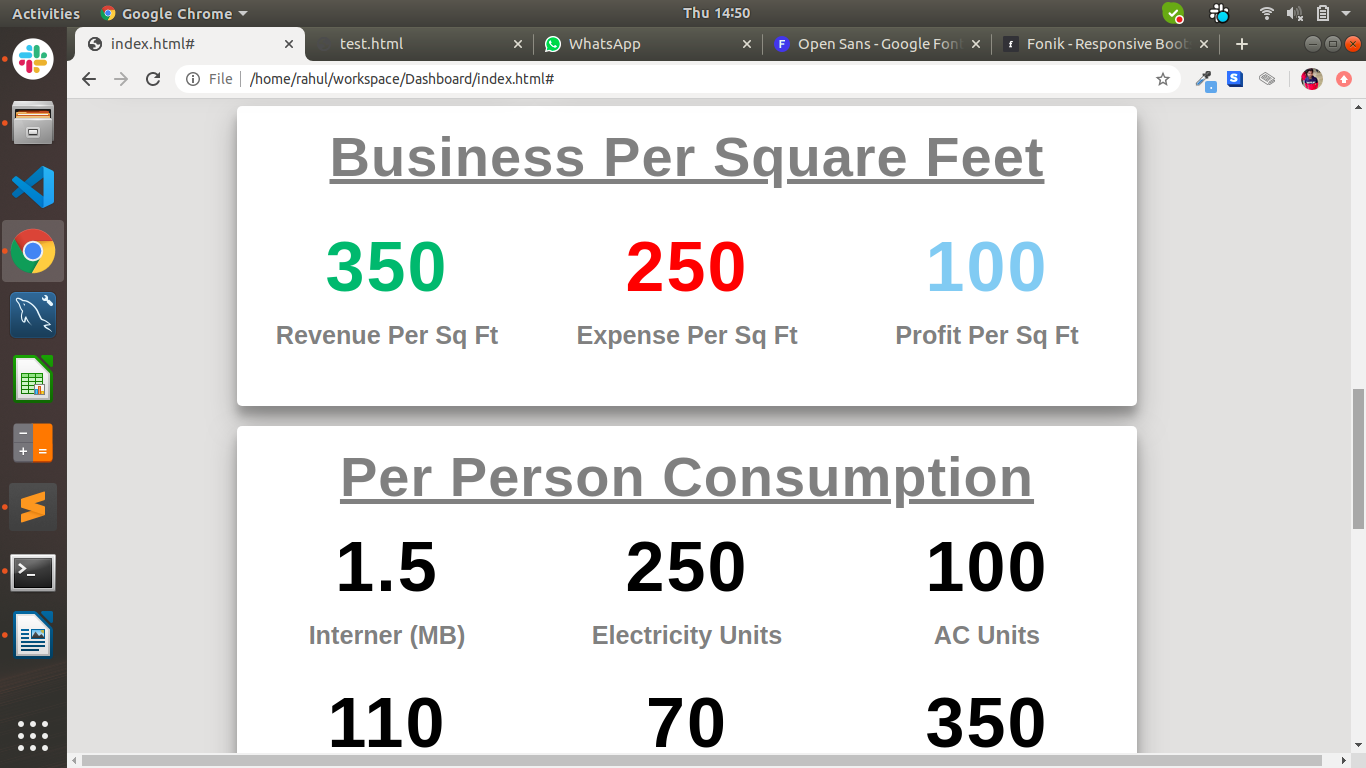 Activities Google Chrome Thu 14:50
index.html# test.html WhatsApp Open Sans - Google Fon Fonik - Responsive Boot
File /home/rahul/workspace/Dashboard/index.html#
Business Per Square Feet
350 250 100
Revenue Per Sq Ft Expense Per Sq Ft Profit Per Sq Ft
Per Person Consumption
1.5 250 100
Interner (MB) Electricity Units AC Units
110 70 350